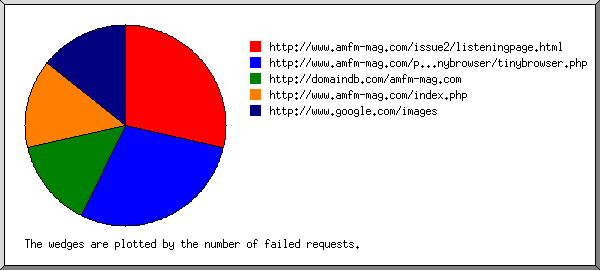 http://www.amfm-mag.com/issue2/listeningpage.html
http://www.amfm-mag.com/p...nybrowser/tinybrowser.php
http://domaindb.com/amfm-mag.com
http://www.amfm-mag.com/index.php
http://www.google.com/images
The wedges are plotted by the number of failed requests.